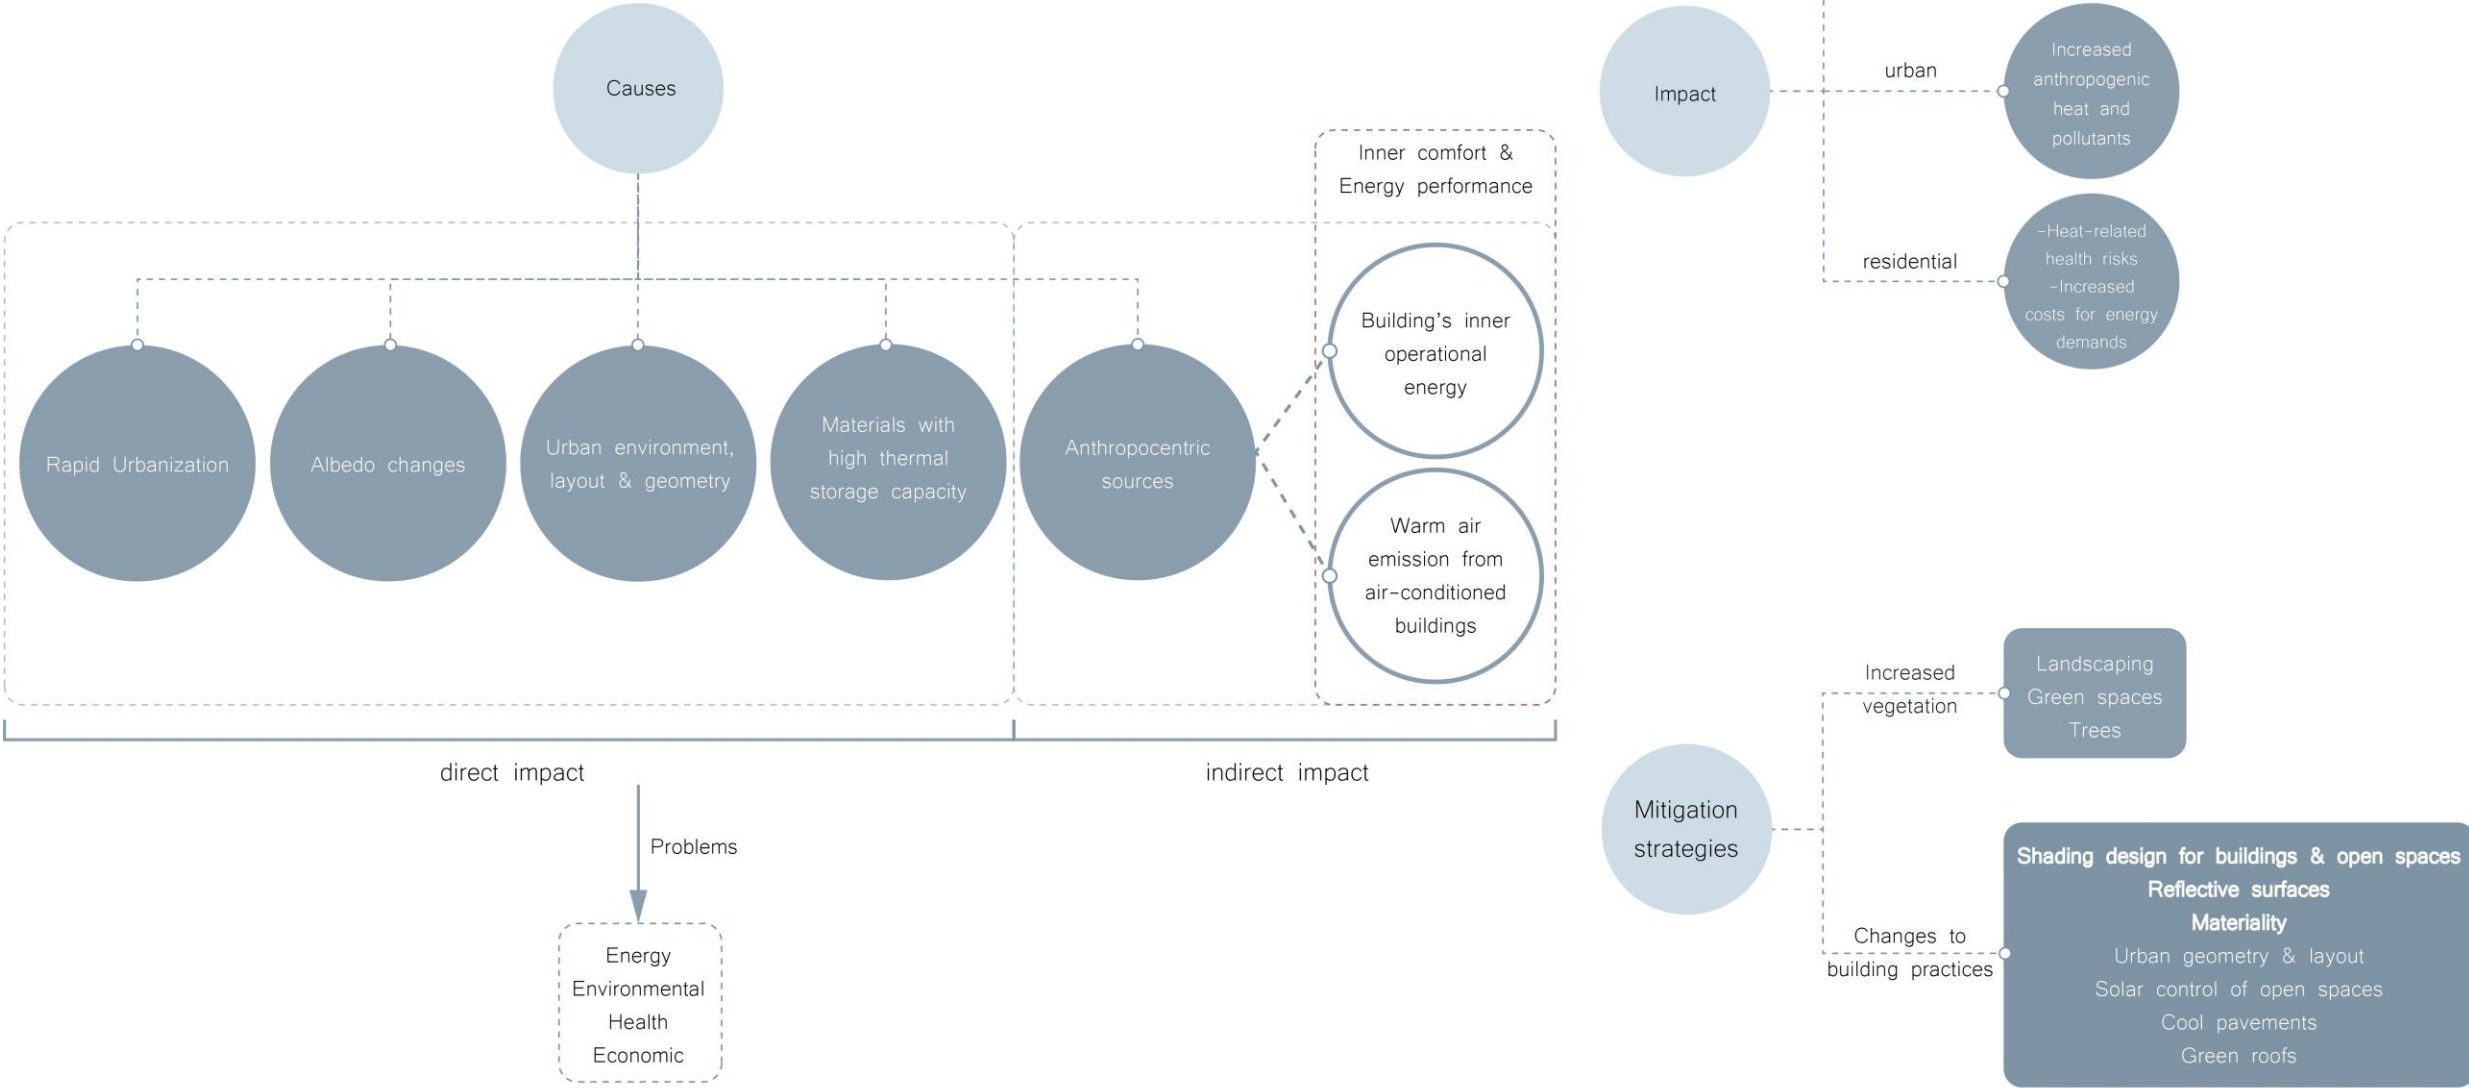 Causes
Inner comfort &
Energy performance
Rapid Urbanization
Albedo changes
Urban environment,
layout & geometry
Materials with
high thermal
storage capacity
Anthropocentric
sources
Building's inner
operational
energy
Warm air
emission from
air-conditioned
buildings
direct impact
indirect impact
Problems
Energy
Environmental
Health
Economic
Impact
urban
Increased
anthropogenic
heat and
pollutants
residential
-Heat-related
health risks
-Increased
costs for energy
demands
Mitigation
strategies
Increased
vegetation
Landscaping
Green spaces
Trees
Changes to
building practices
Shading design for buildings & open spaces
Reflective surfaces
Materiality
Urban geometry & layout
Solar control of open spaces
Cool pavements
Green roofs